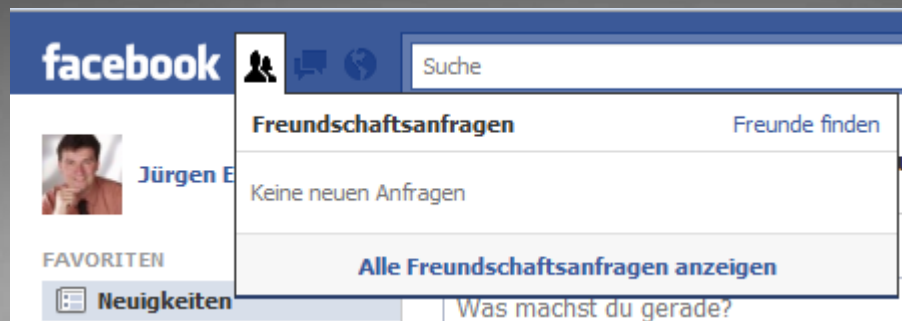 facebook
Suche
Freundschaftsanfragen Freunde finden
Jürgen E
Keine neuen Anfragen
FAVORITEN
Alle Freundschaftsanfragen anzeigen
Neuigkeiten
Was machst du gerade?